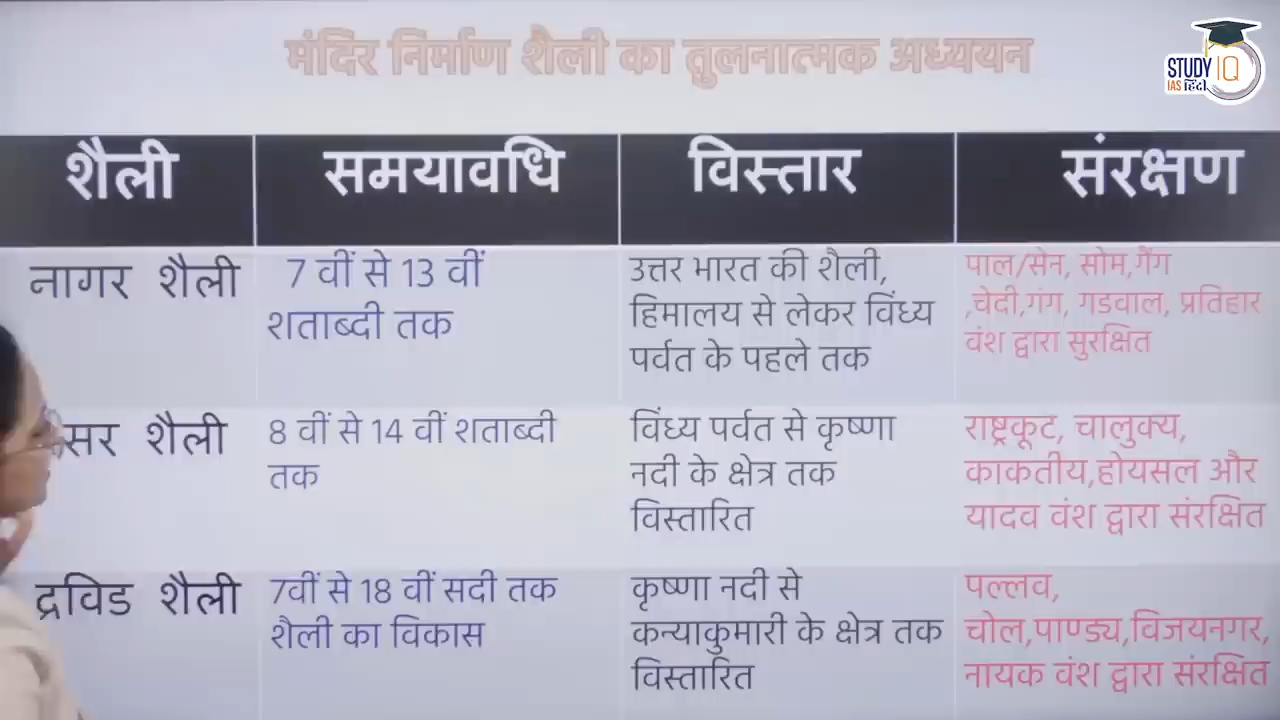 मंदिर निर्माण शैली का तुलनात्मक अध्ययन
STUDY IQ
IAS हिंदी
शैली समयावधि विस्तार संरक्षण
नागर शैली
7 वीं से 13 वीं
शताब्दी तक
उत्तर भारत की शैली,
हिमालय से लेकर विंध्य
पर्वत के पहले तक
पाल/सेन, सोम,गैंग
,चेदी,गंग, गडवाल, प्रतिहार
वंश द्वारा सुरक्षित
सर शैली
8 वीं से 14 वीं शताब्दी
तक
विंध्य पर्वत से कृष्णा
नदी के क्षेत्र तक
विस्तारित
राष्ट्रकूट, चालुक्य,
काकतीय,होयसल और
यादव वंश द्वारा संरक्षित
द्रविड शैली
7वीं से 18 वीं सदी तक
शैली का विकास
कृष्णा नदी से
कन्याकुमारी के क्षेत्र तक
विस्तारित
पल्लव,
चोल,पाण्ड्य,विजयनगर,
नायक वंश द्वारा संरक्षित